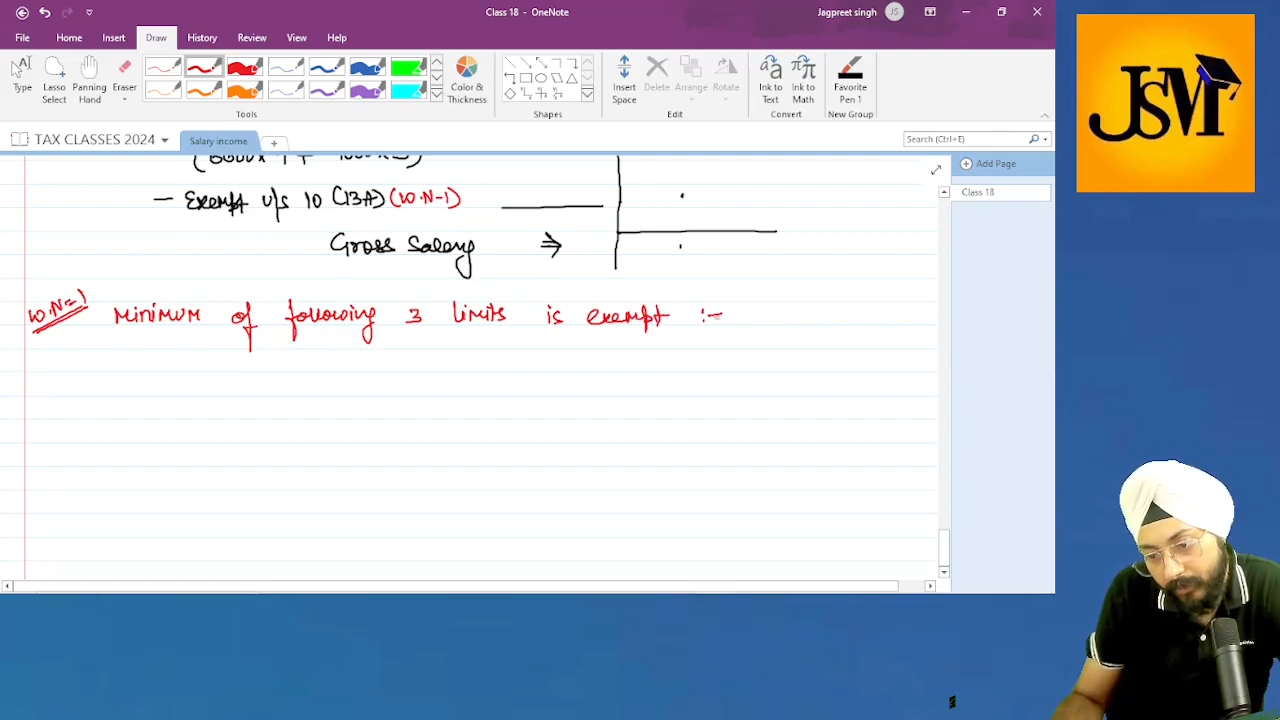 Class 18 - OneNote
Jagpreet singh JS
File Home Insert Draw History Review View Help
Type Lasso Select Panning Hand Eraser Color & Thickness Insert Space Delete Arrange Rotate Ink to Text Ink to Math Favorite Pen 1
Tools Shapes Edit Convert New Group
TAX CLASSES 2024 Salary income + Search (Ctrl+E)
Add Page
Class 18
- Exempt u/s 10 (13A) (W.N-1)
Gross Salary ⇒
W.N=1 Minimum of following 3 limits is exempt :-
JSM